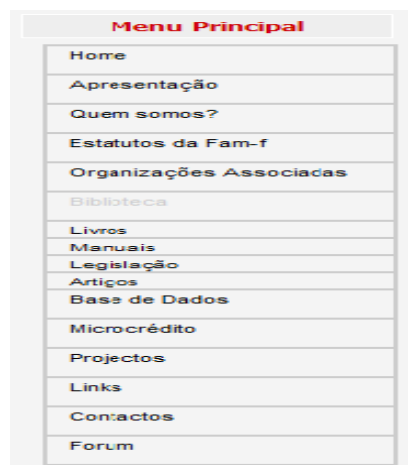 Menu Principal
Home
Apresentação
Quem somos?
Estatutos da Fam-f
Organizações Associadas
Biblioteca
Livros
Manuais
Legislação
Artigos
Base de Dados
Microcrédito
Projectos
Links
Contactos
Forum